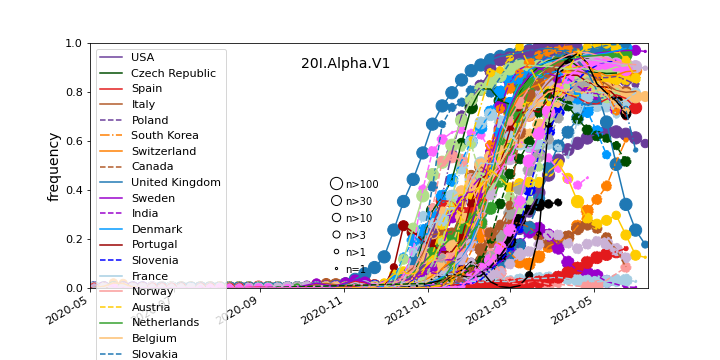 20I.Alpha.V1
frequency
1.0
0.8
0.6
0.4
0.2
0.0
USA
Czech Republic
Spain
Italy
Poland
South Korea
Switzerland
Canada
United Kingdom
Sweden
India
Denmark
Portugal
Slovenia
France
Norway
Austria
Netherlands
Belgium
Slovakia
n>100
n>30
n>10
n>3
n>1
n=1
2020-05
2020-09
2020-11
2021-01
2021-03
2021-05